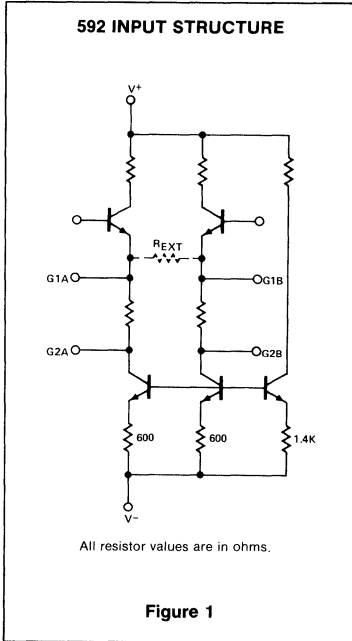 592 INPUT STRUCTURE
V+
REXT
G1A
G1B
G2A
G2B
600
600
1.4K
V-
All resistor values are in ohms.
Figure 1